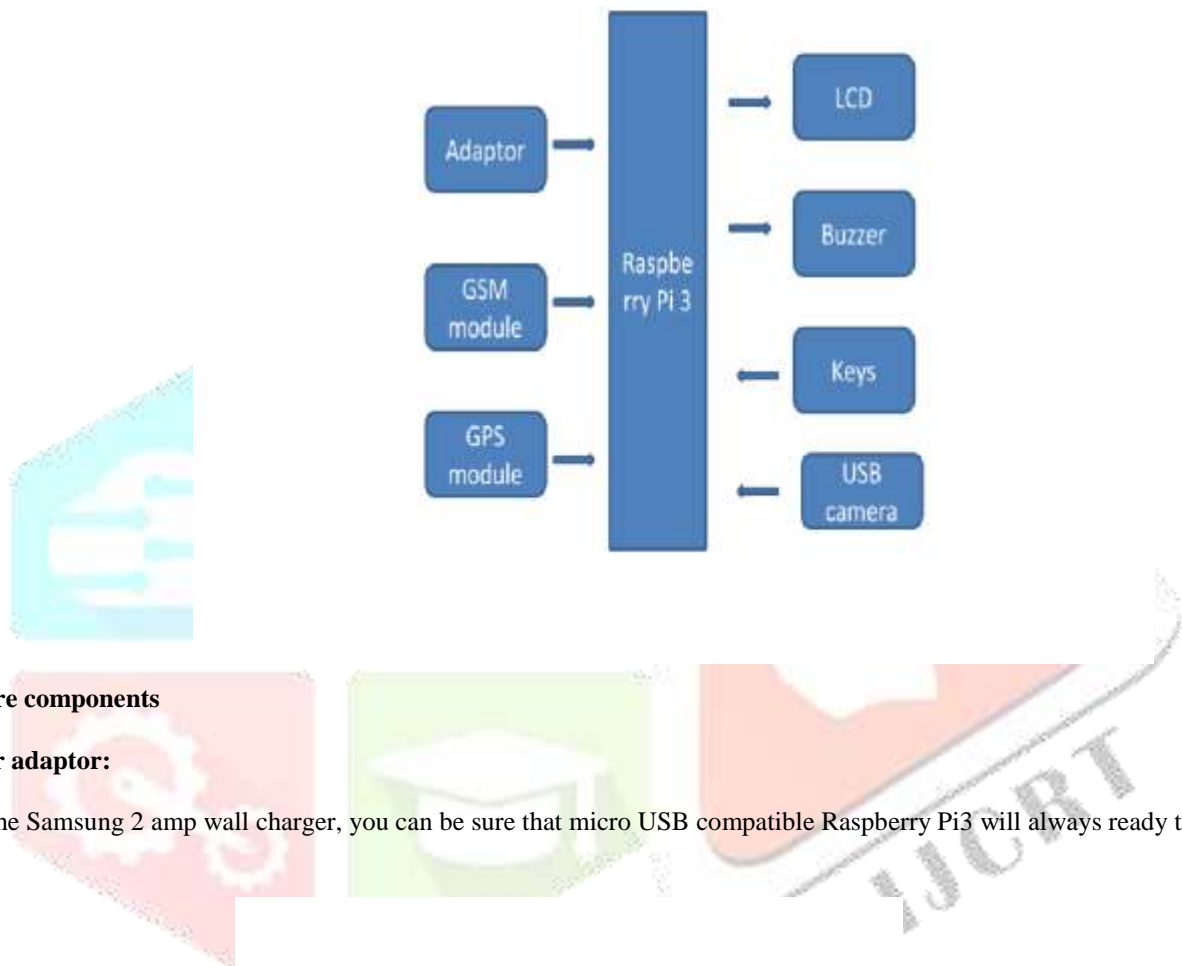 Adaptor
GSM
module
GPS
module
Raspbe
rry Pi 3
LCD
Buzzer
Keys
USB
camera
re components
r adaptor:
ne Samsung 2 amp wall charger, you can be sure that micro USB compatible Raspberry Pi3 will always ready t
IJCRT